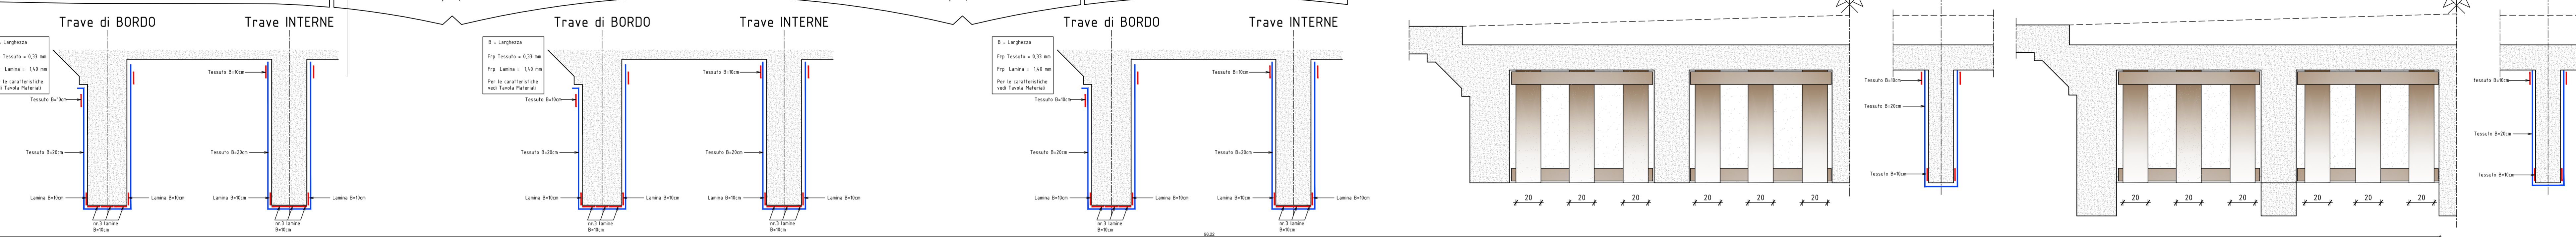 Trave di BORDO
Trave INTERNE
= Larghezza
Tessuto = 0,33 mm
Lamina = 1,40 mm
le caratteristiche
Tavola Materiali
Tessuto B=10cm
Tessuto B=10cm
Tessuto B=20cm
Tessuto B=20cm
Lamina B=10cm
Lamina B=10cm
Lamina B=10cm
Lamina B=10cm
nr.3 lamine
B=10cm
nr.3 lamine
B=10cm
Trave di BORDO
Trave INTERNE
B = Larghezza
Frp Tessuto = 0,33 mm
Frp Lamina = 1,40 mm
Per le caratteristiche
vedi Tavola Materiali
Tessuto B=10cm
Tessuto B=10cm
Tessuto B=20cm
Tessuto B=20cm
Lamina B=10cm
Lamina B=10cm
Lamina B=10cm
Lamina B=10cm
nr.3 lamine
B=10cm
nr.3 lamine
B=10cm
Trave di BORDO
Trave INTERNE
B = Larghezza
Frp Tessuto = 0,33 mm
Frp Lamina = 1,40 mm
Per le caratteristiche
vedi Tavola Materiali
Tessuto B=10cm
Tessuto B=10cm
Tessuto B=20cm
Tessuto B=20cm
Lamina B=10cm
Lamina B=10cm
Lamina B=10cm
Lamina B=10cm
nr.3 lamine
B=10cm
nr.3 lamine
B=10cm
20 20 20 20 20 20
Tessuto B=10cm
Tessuto B=20cm
Tessuto B=10cm
20 20 20 20 20 20
tessuto B=10cm
Tessuto B=20cm
tessuto B=10cm